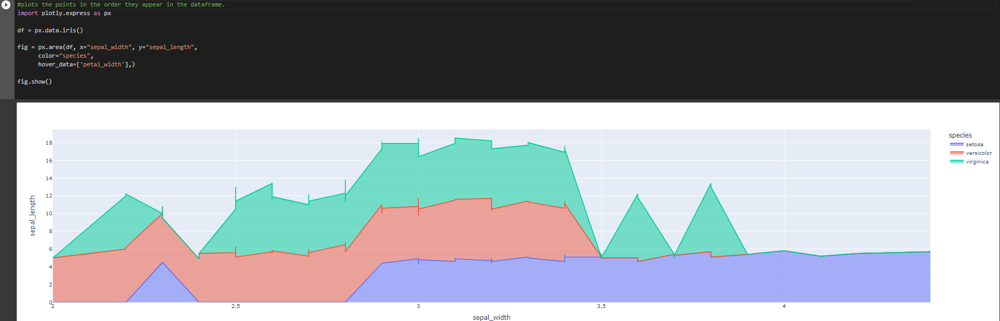 #plots the points in the order they appear in the dataframe.
import plotly.express as px
df = px.data.iris()
fig = px.area(df, x="sepal_width", y="sepal_length",
color="species",
hover_data=['petal_width'],)
fig.show()
species
setosa
versicolor
virginica
18
16
14
12
10
8
6
4
2
0
sepal_length
2
2.5
3
3.5
4
sepal_width